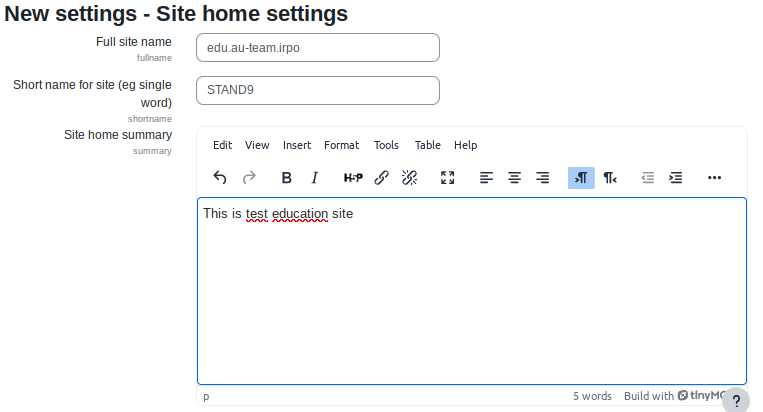 New settings - Site home settings
Full site name
fullname
edu.au-team.irpo
Short name for site (eg single
word)
shortname
STAND9
Site home summary
summary
Edit View Insert Format Tools Table Help
B I H5P
This is test education site
p
5 words Build with tinyMC
?